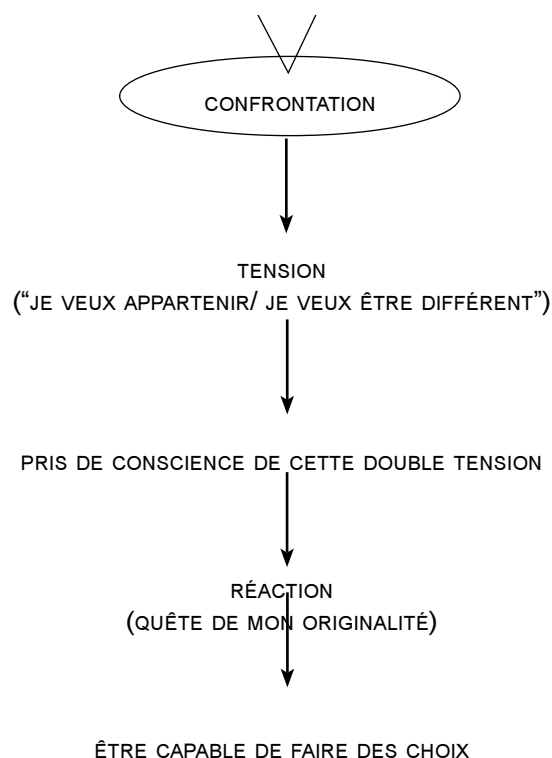 CONFRONTATION
TENSION
(“JE VEUX APPARTENIR/ JE VEUX ÊTRE DIFFÉRENT”)
PRIS DE CONSCIENCE DE CETTE DOUBLE TENSION
RÉACTION
(QUÊTE DE MON ORIGINALITÉ)
ÊTRE CAPABLE DE FAIRE DES CHOIX